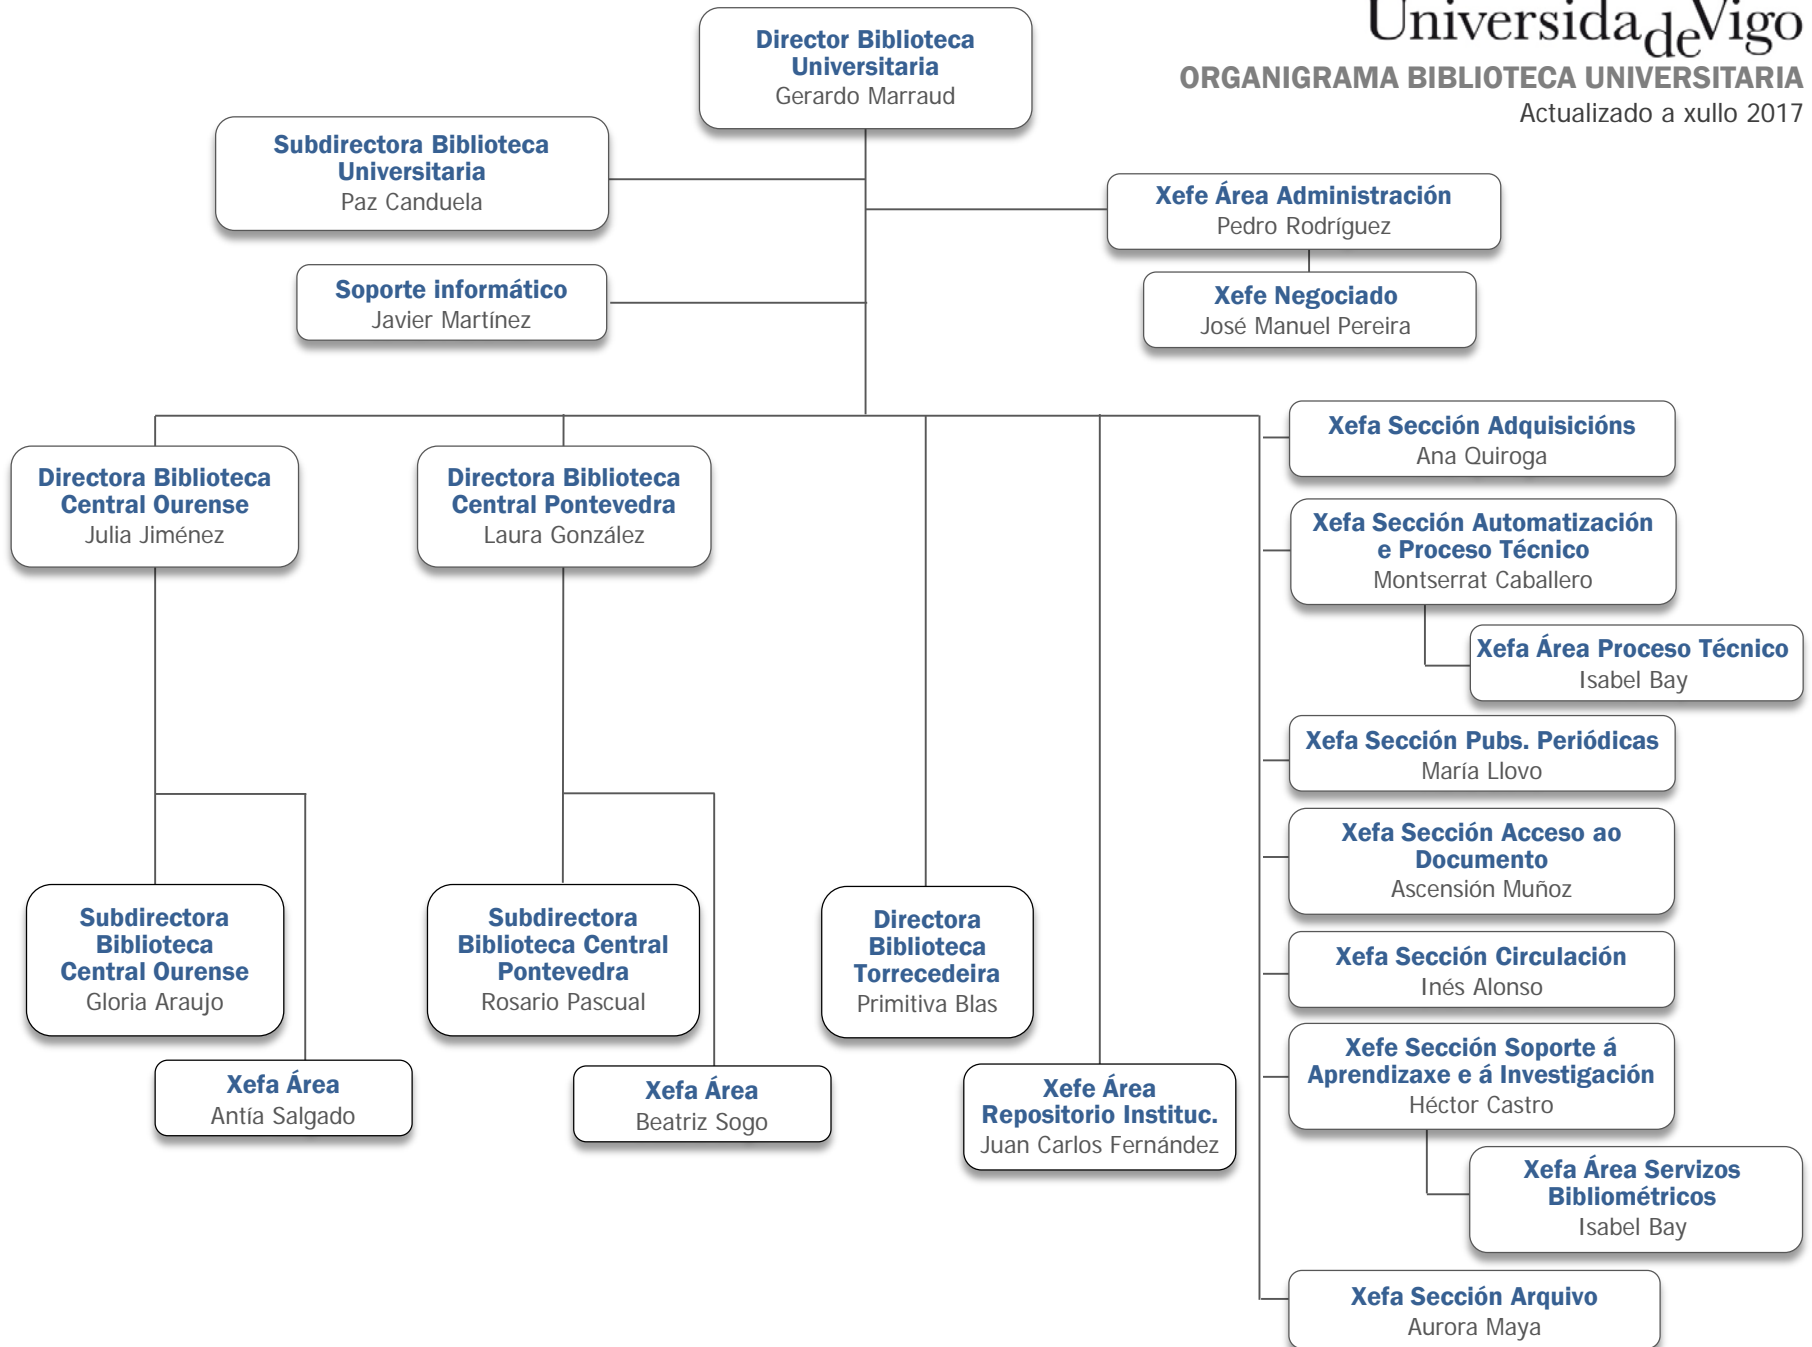 Universidade Vigo
ORGANIGRAMA BIBLIOTECA UNIVERSITARIA
Actualizado a xullo 2017
Director Biblioteca
Universitaria
Gerardo Marraud
Subdirectora Biblioteca
Universitaria
Paz Canduela
Xefe Área Administración
Pedro Rodríguez
Soporte informático
Javier Martínez
Xefe Negociado
José Manuel Pereira
Directora Biblioteca
Central Ourense
Julia Jiménez
Directora Biblioteca
Central Pontevedra
Laura González
Subdirectora
Biblioteca
Central Ourense
Gloria Araujo
Xefa Área
Antía Salgado
Subdirectora
Biblioteca Central
Pontevedra
Rosario Pascual
Xefa Área
Beatriz Sogo
Directora
Biblioteca
Torrecedeira
Primitiva Blas
Xefe Área
Repositorio Instituc.
Juan Carlos Fernández
Xefa Sección Adquisicións
Ana Quiroga
Xefa Sección Automatización
e Proceso Técnico
Montserrat Caballero
Xefa Área Proceso Técnico
Isabel Bay
Xefa Sección Pubs. Periódicas
María Llovo
Xefa Sección Acceso ao
Documento
Ascensión Muñoz
Xefa Sección Circulación
Inés Alonso
Xefe Sección Soporte á
Aprendizaxe e á Investigación
Héctor Castro
Xefa Área Servizos
Bibliométricos
Isabel Bay
Xefa Sección Arquivo
Aurora Maya